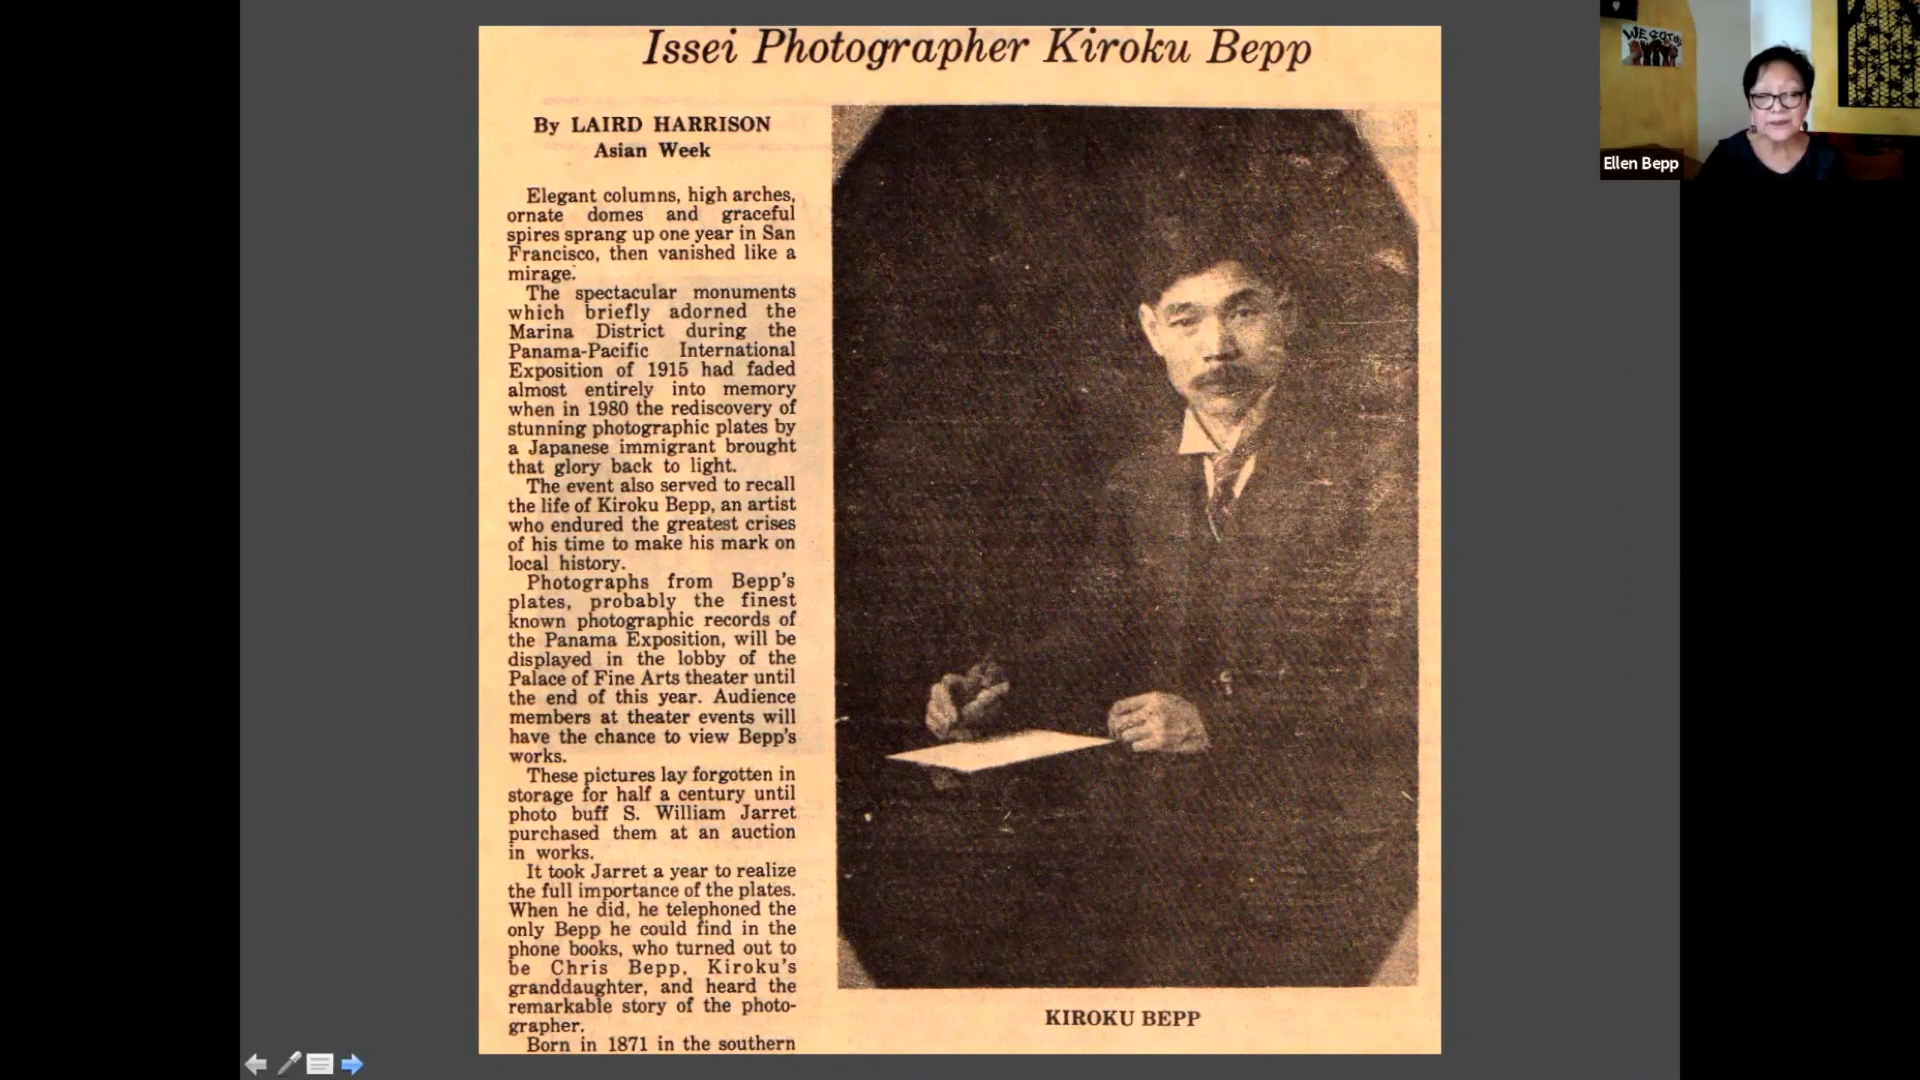 Issei Photographer Kiroku Bepp
By LAIRD HARRISON
Asian Week
Elegant columns, high arches,
ornate domes and graceful
spires sprang up one year in San
Francisco, then vanished like a
mirage.
The spectacular monuments
which briefly adorned the
Marina District during the
Panama-Pacific International
Exposition of 1915 had faded
almost entirely into memory
when in 1980 the rediscovery of
stunning photographic plates by
a Japanese immigrant brought
that glory back to light.
The event also served to recall
the life of Kiroku Bepp, an artist
who endured the greatest crises
of his time to make his mark on
local history.
Photographs from Bepp's
plates, probably the finest
known photographic records of
the Panama Exposition, will be
displayed in the lobby of the
Palace of Fine Arts theater until
the end of this year. Audience
members at theater events will
have the chance to view Bepp's
works.
These pictures lay forgotten in
storage for half a century until
photo buff S. William Jarret
purchased them at an auction
in works.
It took Jarret a year to realize
the full importance of the plates.
When he did, he telephoned the
only Bepp he could find in the
phone books, who turned out to
be Chris Bepp, Kiroku's
granddaughter, and heard the
remarkable story of the photo-
grapher.
Born in 1871 in the southern
KIROKU BEPP
WE GOT US
Ellen Bepp